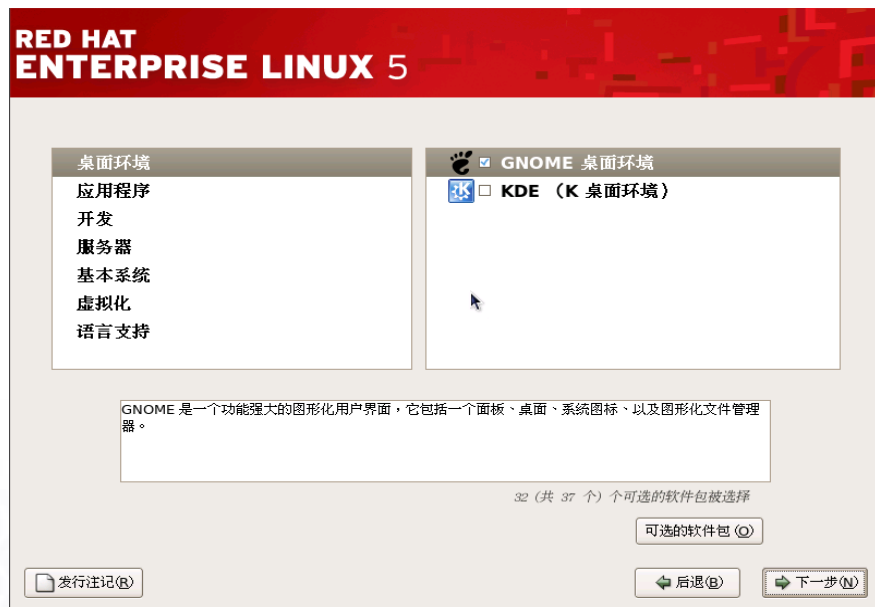 RED HAT
ENTERPRISE LINUX 5
桌面环境
应用程序
开发
服务器
基本系统
虚拟化
语言支持
GNOME 桌面环境
KDE （K 桌面环境）
GNOME 是一个功能强大的图形化用户界面，它包括一个面板、桌面、系统图标、以及图形化文件管理
器。
32 (共 37 个) 个可选的软件包被选择
可选的软件包 (O)
发行注记(R)
后退(B)
下一步(N)